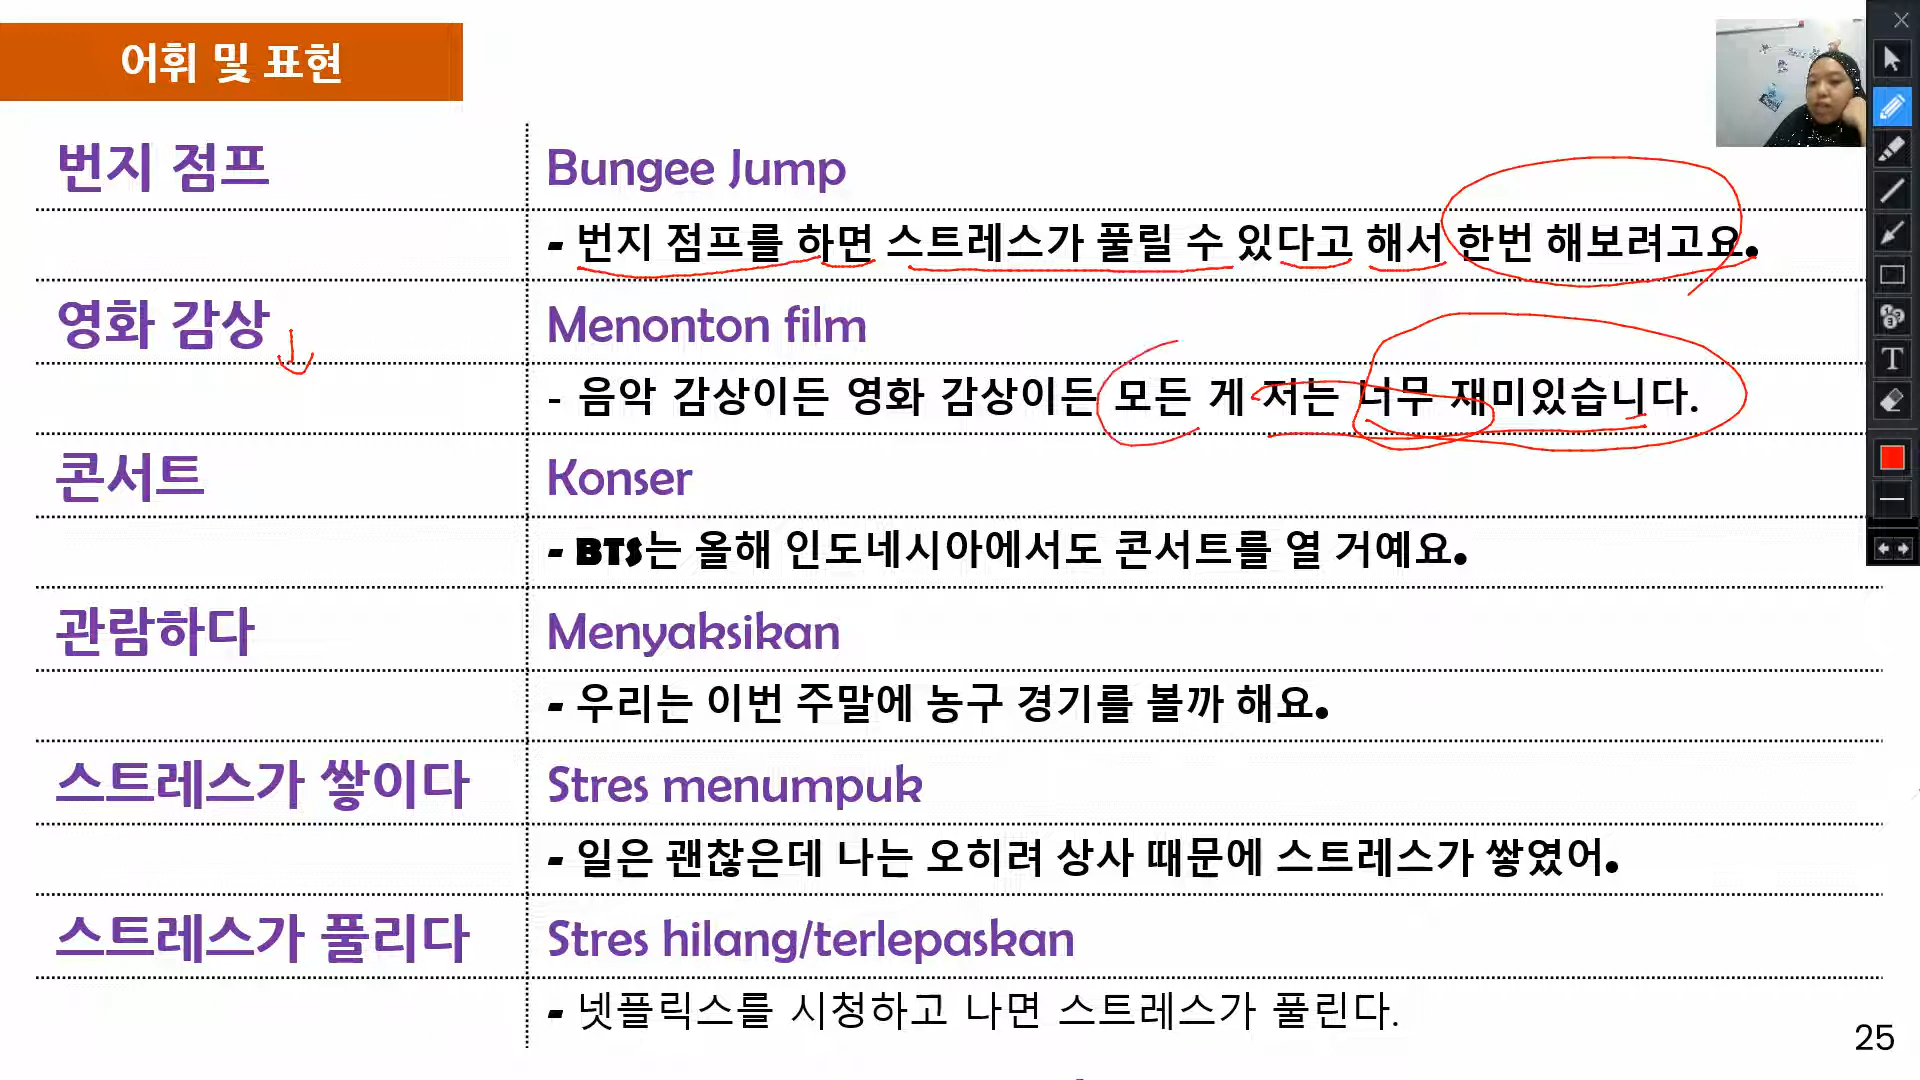 어휘 및 표현
번지 점프
Bungee Jump
- 번지 점프를 하면 스트레스가 풀릴 수 있다고 해서 한번 해보려고요.
영화 감상
Menonton film
- 음악 감상이든 영화 감상이든 모든 게 저는 너무 재미있습니다.
콘서트
Konser
- BTS는 올해 인도네시아에서도 콘서트를 열 거예요.
관람하다
Menyaksikan
- 우리는 이번 주말에 농구 경기를 볼까 해요.
스트레스가 쌓이다
Stres menumpuk
- 일은 괜찮은데 나는 오히려 상사 때문에 스트레스가 쌓였어.
스트레스가 풀리다
Stres hilang/terlepaskan
- 넷플릭스를 시청하고 나면 스트레스가 풀린다.
25